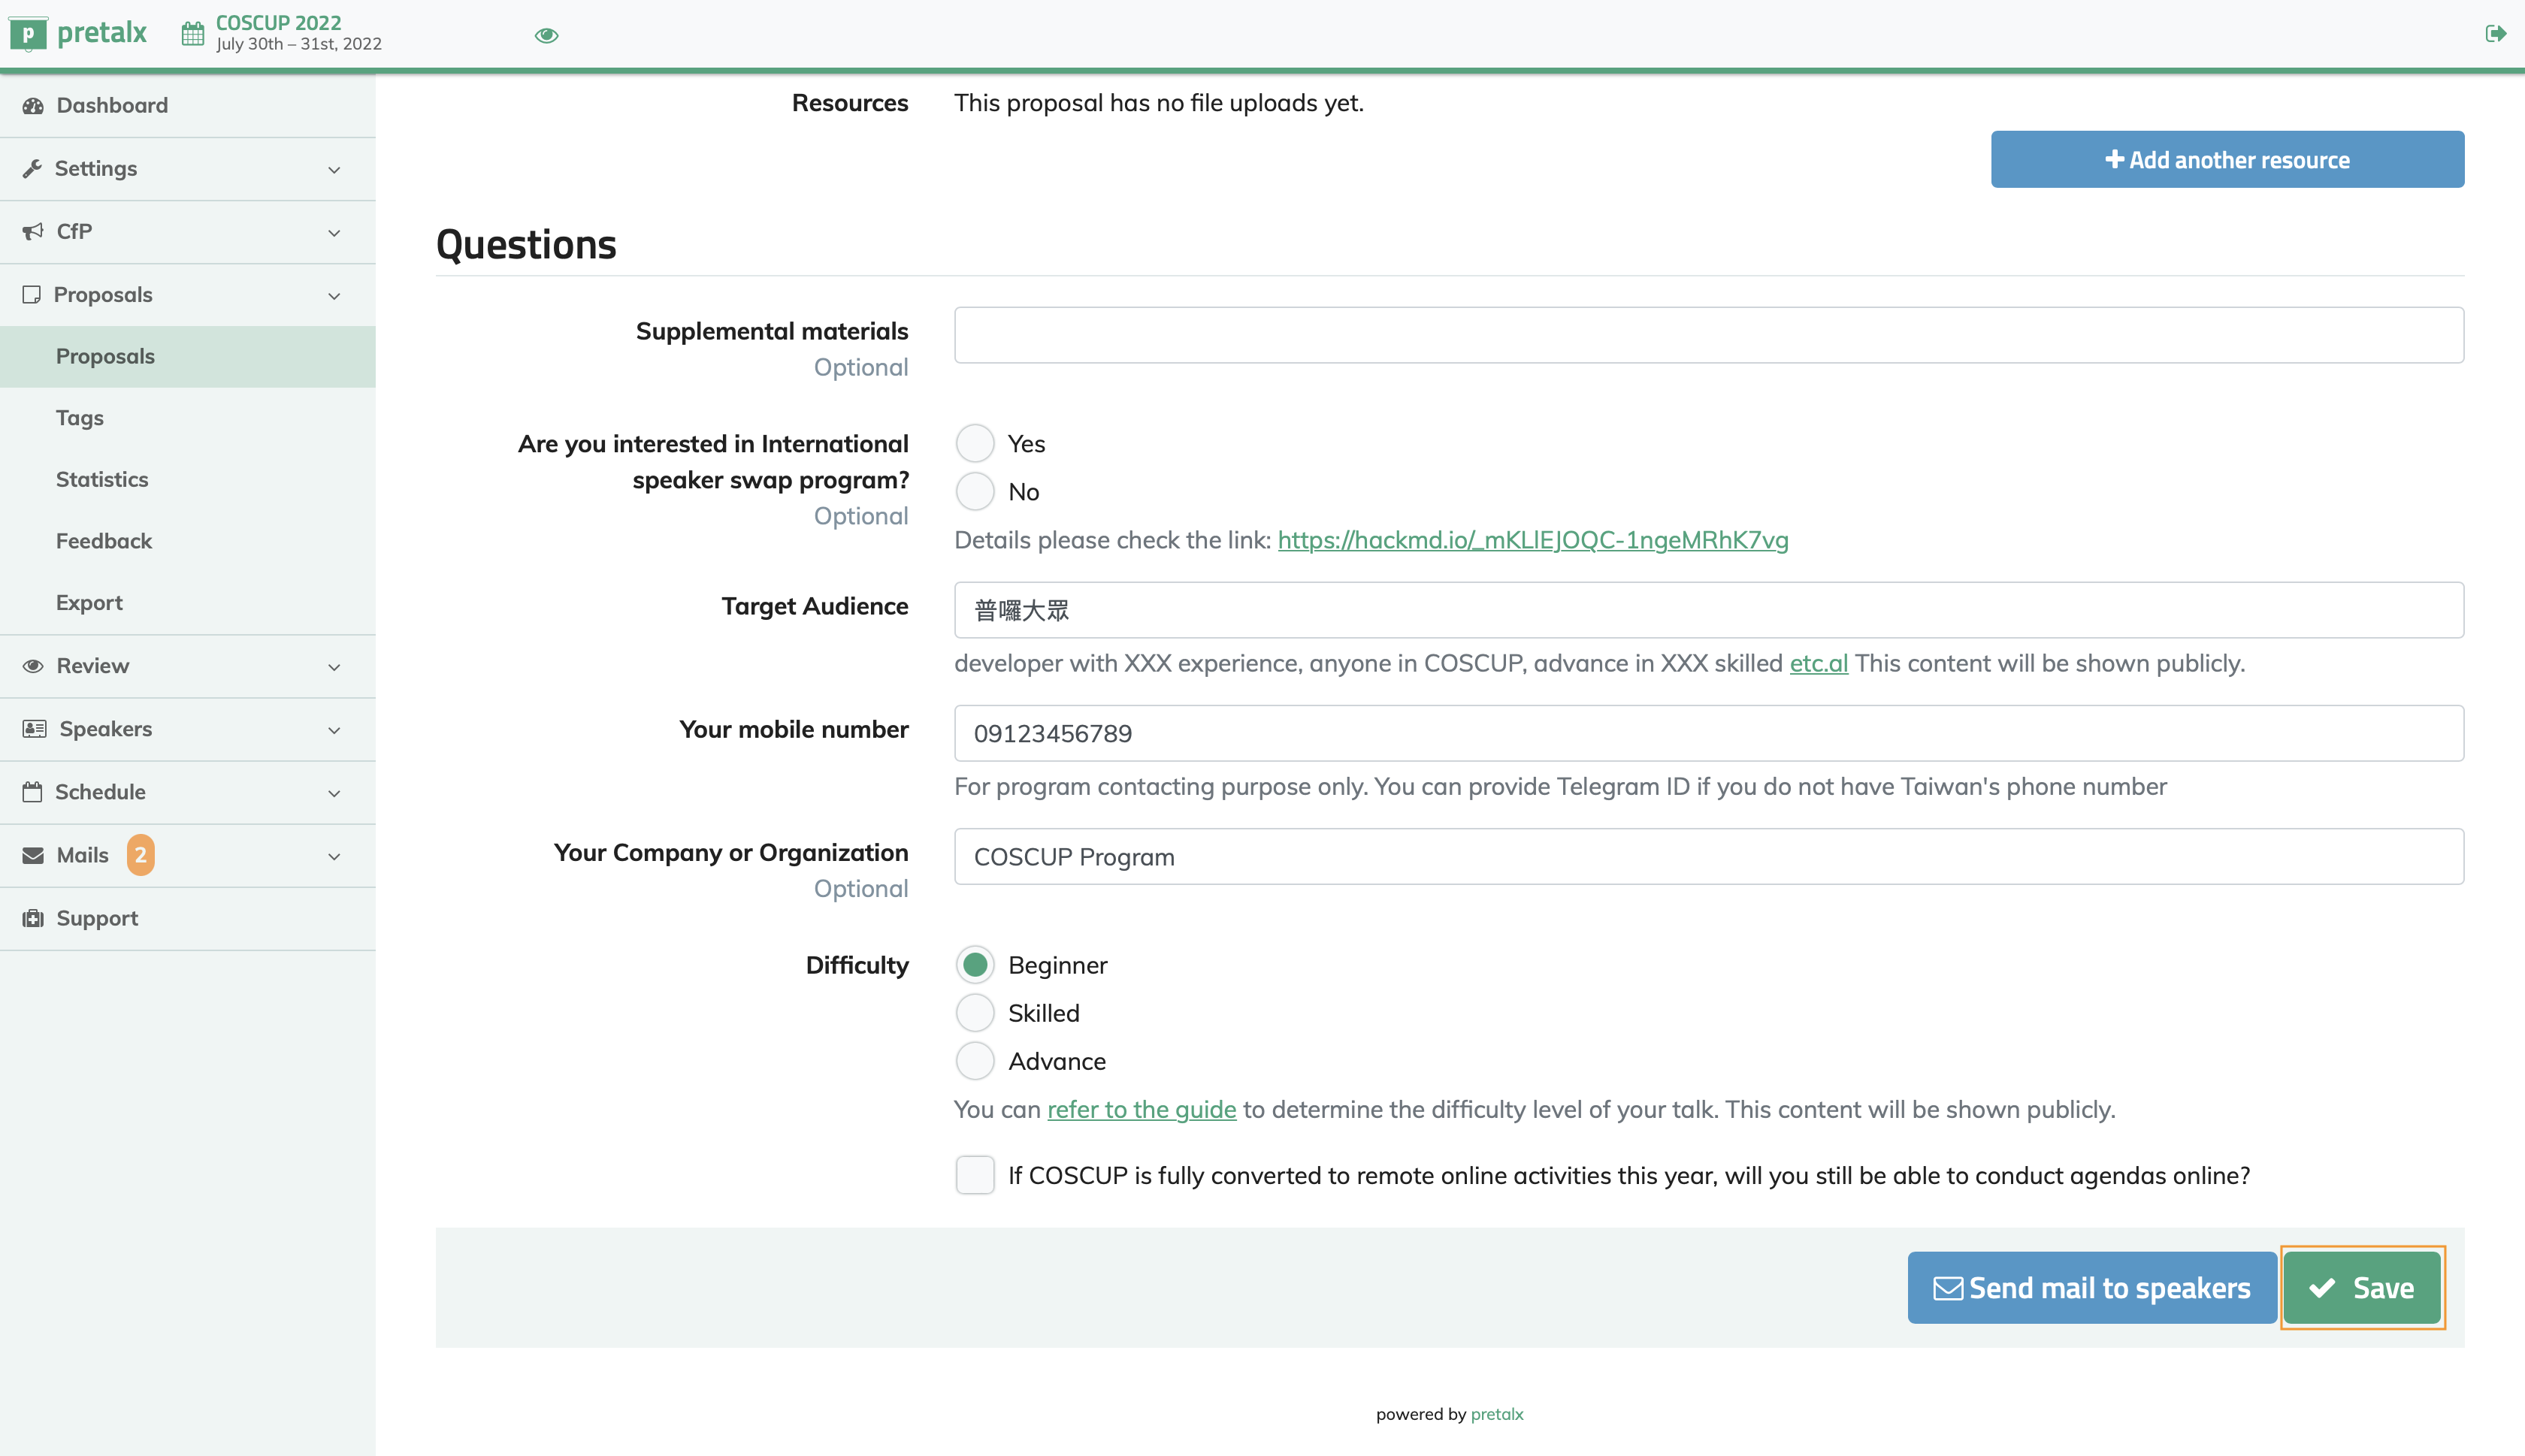 pretalx
COSCUP 2022
July 30th – 31st, 2022
Dashboard
Settings
CfP
Proposals
Proposals
Tags
Statistics
Feedback
Export
Review
Speakers
Schedule
Mails 2
Support
Resources
This proposal has no file uploads yet.
Add another resource
Questions
Supplemental materials
Optional
Are you interested in International
speaker swap program?
Optional
Yes
No
Details please check the link: https://hackmd.io/_mKLlEJOQC-1ngeMRhK7vg
Target Audience
普囉大眾
developer with XXX experience, anyone in COSCUP, advance in XXX skilled etc.al This content will be shown publicly.
Your mobile number
09123456789
For program contacting purpose only. You can provide Telegram ID if you do not have Taiwan's phone number
Your Company or Organization
Optional
COSCUP Program
Difficulty
Beginner
Skilled
Advance
You can refer to the guide to determine the difficulty level of your talk. This content will be shown publicly.
If COSCUP is fully converted to remote online activities this year, will you still be able to conduct agendas online?
Send mail to speakers
Save
powered by pretalx